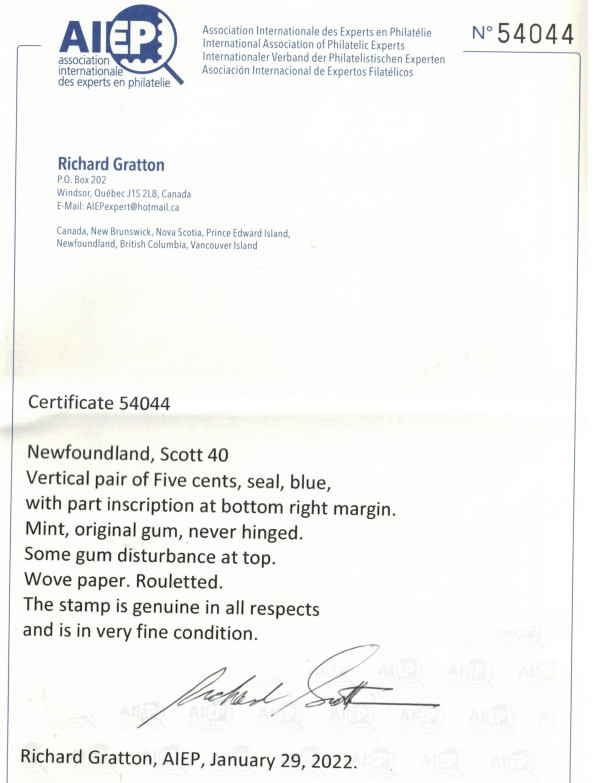 AIEP
association
internationale
des experts en philatelie
Association Internationale des Experts en Philatélie
International Association of Philatelic Experts
Internationaler Verband der Philatelistischen Experten
Asociación Internacional de Expertos Filatélicos
N° 54044
Richard Gratton
P.O. Box 202
Windsor, Québec J1S 2L8, Canada
E-Mail: AIEPexpert@hotmail.ca
Canada, New Brunswick, Nova Scotia, Prince Edward Island,
Newfoundland, British Columbia, Vancouver Island
Certificate 54044
Newfoundland, Scott 40
Vertical pair of Five cents, seal, blue,
with part inscription at bottom right margin.
Mint, original gum, never hinged.
Some gum disturbance at top.
Wove paper. Rouletted.
The stamp is genuine in all respects
and is in very fine condition.
Richard Gratton, AIEP, January 29, 2022.